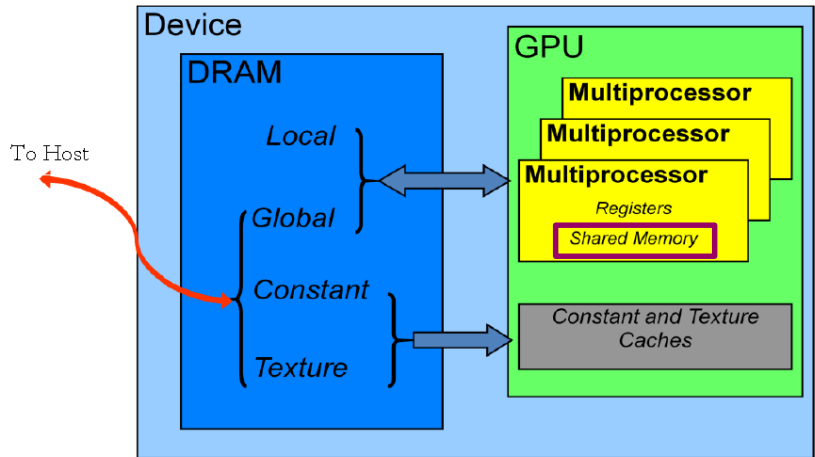 Device
DRAM
Local
Global
Constant
Texture
To Host
GPU
Multiprocessor
Multiprocessor
Multiprocessor
Registers
Shared Memory
Constant and Texture
Caches